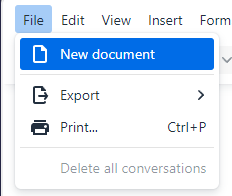 File Edit View Insert Form
New document
Export
Print... Ctrl+P
Delete all conversations